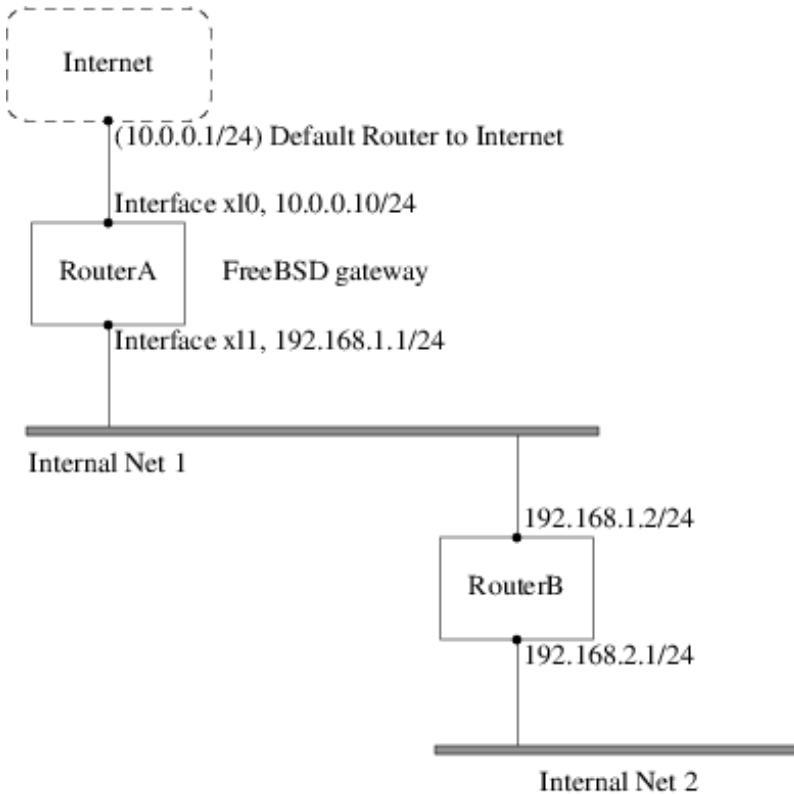 Internet
(10.0.0.1/24) Default Router to Internet
Interface xl0, 10.0.0.10/24
RouterA
FreeBSD gateway
Interface xl1, 192.168.1.1/24
Internal Net 1
192.168.1.2/24
RouterB
192.168.2.1/24
Internal Net 2